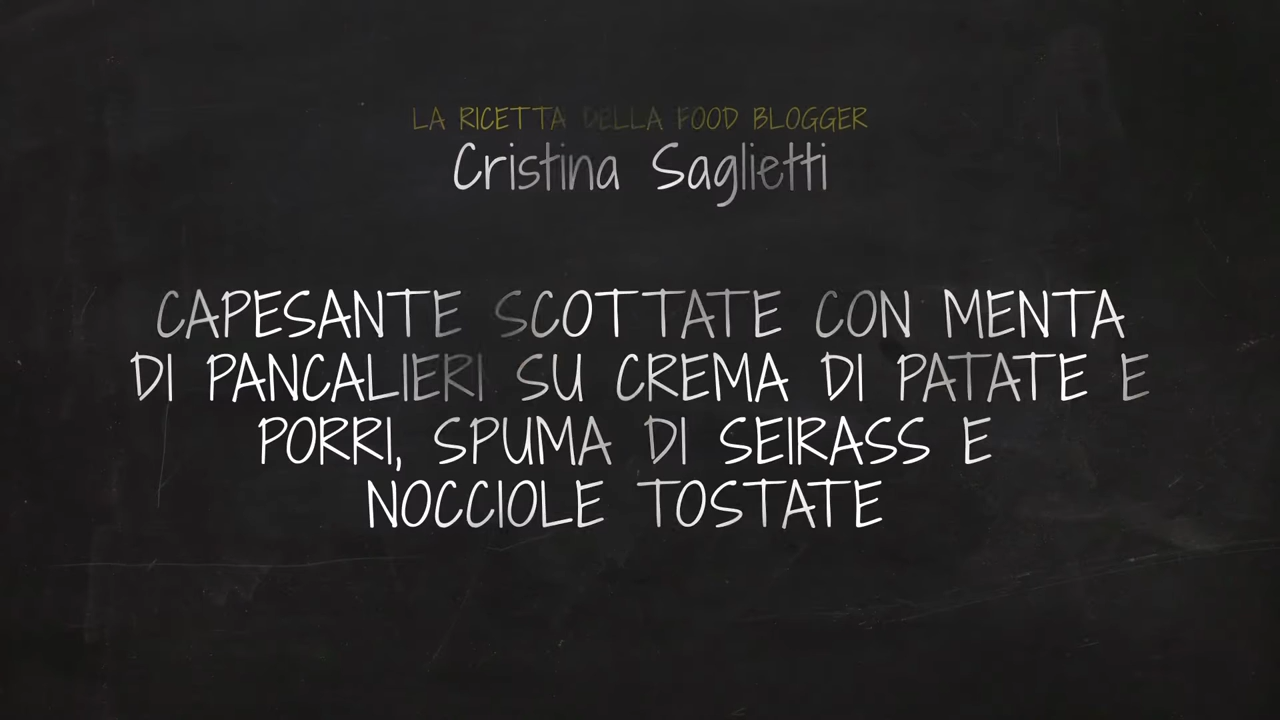 LA RICETTA DELLA FOOD BLOGGER
Cristina Saglietti
CAPESANTE SCOTTATE CON MENTA
DI PANCALIERI SU CREMA DI PATATE E
PORRI, SPUMA DI SEIRASS E
NOCCIOLE TOSTATE